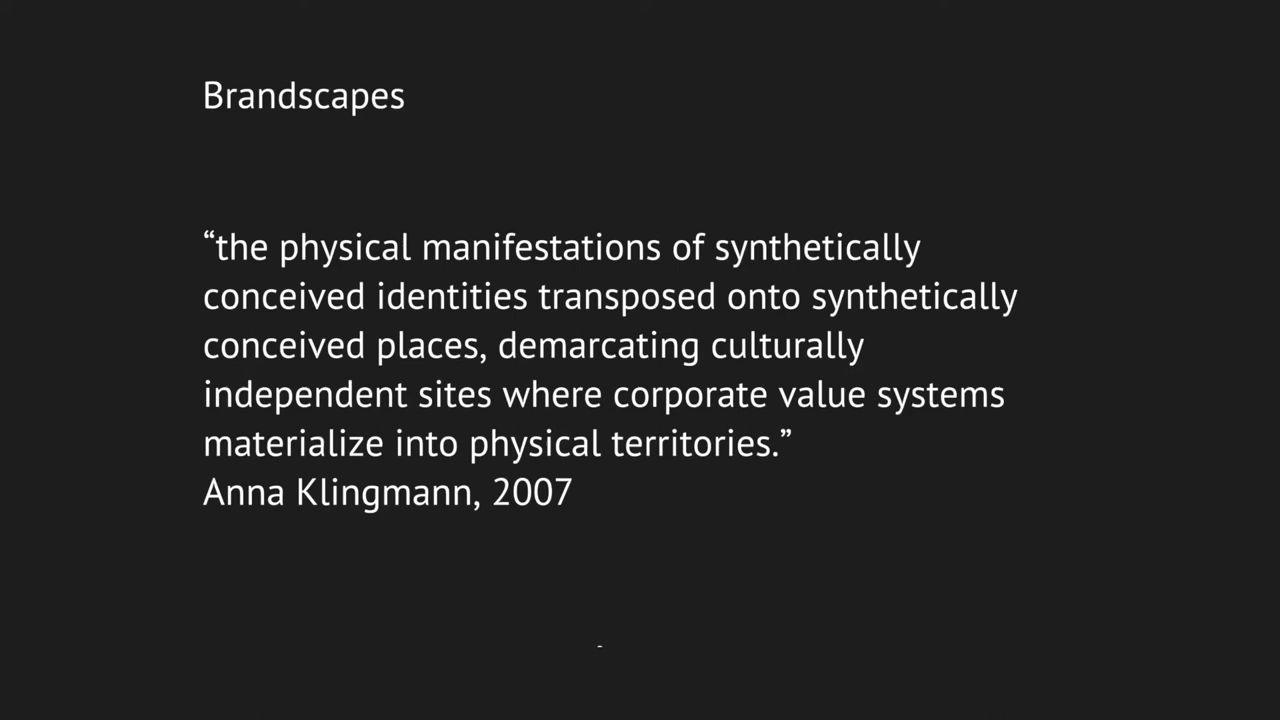 Brandscapes
“the physical manifestations of synthetically
conceived identities transposed onto synthetically
conceived places, demarcating culturally
independent sites where corporate value systems
materialize into physical territories.”
Anna Klingmann, 2007